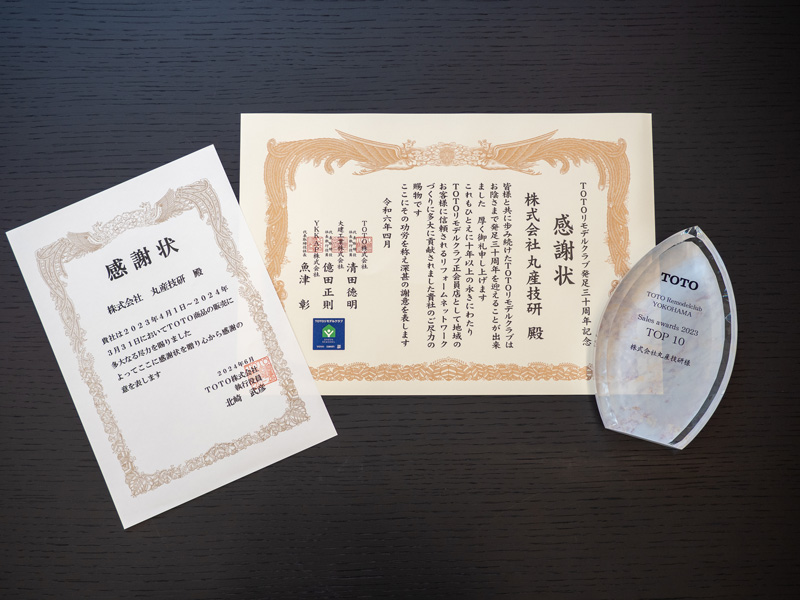 感謝状
株式会社 丸産技研 殿
貴社は2023年4月1日~2024年
3月31日においてTOTO商品の販売に
多大なる尽力を賜りました
よってここに感謝状を贈り心から感謝の
意を表します
2024年6月
TOTO株式会社
執行役員
北崎 武彦
TOTOリモデルクラブ発足三十周年記念
感謝状
株式会社 丸産技研 殿
皆様と共に歩み続けたTOTOリモデルクラブは
お陰さまで発足三十周年を迎えることが出来
ました 厚く御礼申し上げます
これもひとえに十年以上の永きにわたり
TOTOリモデルクラブ正会員店として地域の
お客様に信頼されるリフォームネットワーク
づくりに多大に貢献されました貴社のご尽力の
賜物です
ここにその功労を称え深甚の謝意を表します
令和六年四月
TOTO株式会社
清田 徳明
大建工業株式会社
億田 正則
YKK AP株式会社
魚津 彰
TOTOリモデルクラブ
TOTO
TOTO Remodelclub
YOKOHAMA
Sales awards 2023
TOP 10
株式会社丸産技研様